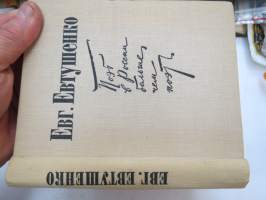 Евг. Евтушенко
Поэт
в России
больше,
чем
поэт.
ЕВГ. ЕВТУШЕНКО